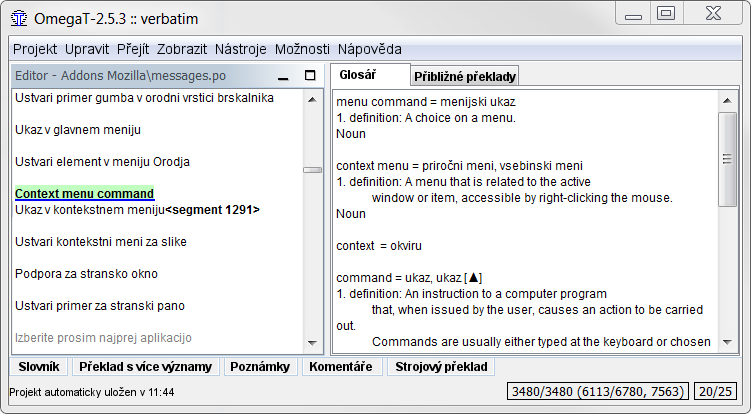 OmegaT-2.5.3 :: verbatim
Projekt Upravit Přejít Zobrazit Nástroje Možnosti Nápověda
Editor - Addons Mozilla\messages.po
Ustvari primer gumba v orodni vrstici brskalnika
Ukaz v glavnem meniju
Ustvari element v meniju Orodja
Context menu command
Ukaz v kontekstnem meniju<segment 1291>
Ustvari kontekstni meni za slike
Podpora za stransko okno
Ustvari primer za stranski pano
Izberite prosim najprej aplikacijo
Glosář Přibližné překlady
menu command = menijski ukaz
1. definition: A choice on a menu.
Noun
context menu = priročni meni, vsebinski meni
1. definition: A menu that is related to the active
window or item, accessible by right-clicking the mouse.
Noun
context = okviru
command = ukaz, ukaz [▲]
1. definition: An instruction to a computer program
that, when issued by the user, causes an action to be carried
out.
Commands are usually either typed at the keyboard or chosen
Slovník Překlad s více významy Poznámky Komentáře Strojový překlad
Projekt automaticky uložen v 11:44 3480/3480 (6113/6780, 7563) 20/25